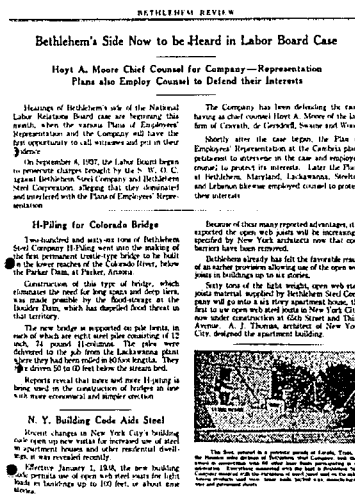 BETHLEHEM REVIEW
Bethlehem's Side Now to be Heard in Labor Board Case
Hoyt A. Moore Chief Counsel for Company—Representation
Plans also Employ Counsel to Defend their Interests
Hearings of Bethlehem's side of the National
Labor Relations Board case are beginning this
month, when the various Plans of Employees'
Representation and the Company will have the
first opportunity to call witnesses and put in their
evidence
On September 8, 1937, the Labor Board began
to prosecute charges brought by the S. W. O. C.
against Bethlehem Steel Company and Bethlehem
Steel Corporation, alleging that they dominated
and interfered with the Plans of Employees' Repre-
sentation
H-Piling for Colorado Bridge
Two-hundred and sixty-six tons of Bethlehem
Steel Company H-Piling went into the making of
the first permanent trestle-type bridge to be built
in the lower reaches of the Colorado River, below
the Parker Dam, at Parker, Arizona.
Construction of this type of bridge, which
eliminates the need for long spans and deep piers,
was made possible by the flood-storage at the
Boulder Dam, which has dispelled flood threat in
that territory.
The new bridge is supported on pile bents, in
each of which are eight steel piles consisting of 12
inch, 74 pound H-columns. The piles were
delivered to the job from the Lackawanna plant
where they had been rolled in 80 foot lengths. They
were driven 50 to 60 feet below the stream bed.
Reports reveal that more and more H-piling is
being used in the construction of bridges in line
with more economical and simpler erection
N. Y. Building Code Aids Steel
Recent changes in New York City's building
code open up new outlets for increased use of steel
in apartment houses and other residential dwell-
ings, it was revealed recently.
Effective January 1, 1938, the new building
code permits use of open web steel joists for light
loads in buildings up to 100 feet, or about nine
stories.
The Company has been defending the case
having as chief counsel Hoyt A. Moore of the la
firm of Cravath, de Gersdorff, Swaine and Woo
Shortly after the case began, the Plan
Employees' Representation at the Cambria plan
petitioned to intervene in the case and employe
counsel to protect its interests. Later the Pla
at Bethlehem, Maryland, Lackawanna, Steelto
and Lebanon likewise employed counsel to prote
their interests
Because of their many reported advantages, it
expected the open web joists will be increasing
specified by New York architects now that co
barriers have been removed.
Bethlehem already has felt the favorable resu
of an earlier provision allowing use of the open we
joists in buildings up to six stories.
Sixty tons of the light weight, open web ste
joists material supplied by Bethlehem Steel Com
pany will go into a six story apartment house, th
first to use open web steel joists in New York Cit
now under construction at 65th Street and Thi
Avenue. A. J. Thomas, architect of New Yo
City, designed the apartment building.